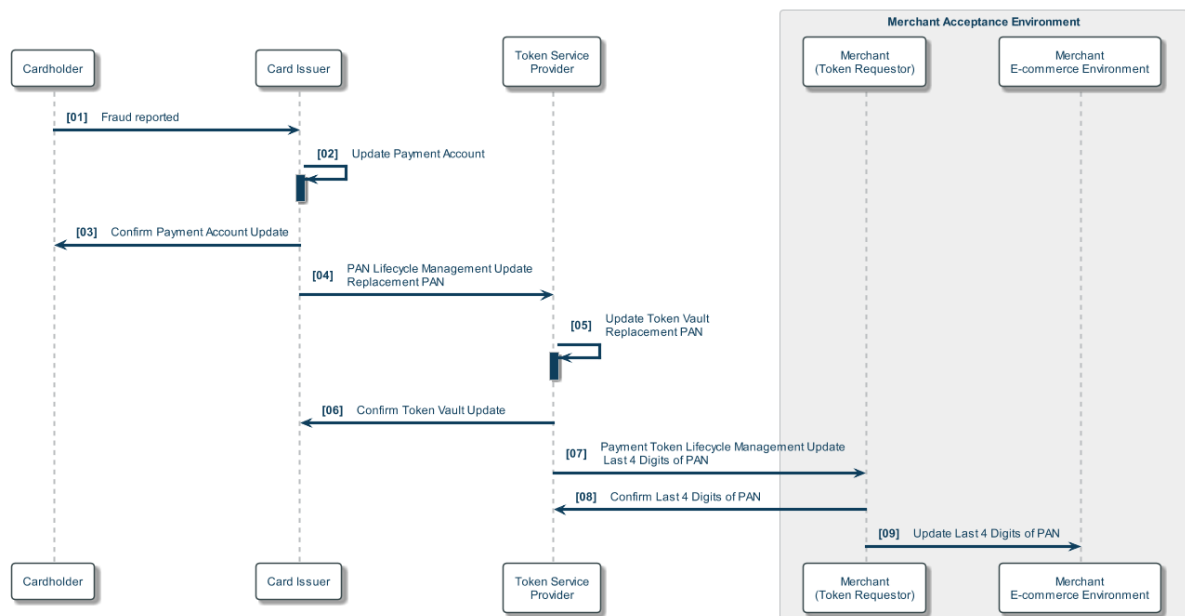 Merchant Acceptance Environment
Cardholder
Card Issuer
Token Service
Provider
Merchant
(Token Requestor)
Merchant
E-commerce Environment
[01] Fraud reported
[02] Update Payment Account
[03] Confirm Payment Account Update
[04] PAN Lifecycle Management Update
Replacement PAN
[05] Update Token Vault
Replacement PAN
[06] Confirm Token Vault Update
[07] Payment Token Lifecycle Management Update
Last 4 Digits of PAN
[08] Confirm Last 4 Digits of PAN
[09] Update Last 4 Digits of PAN
Cardholder
Card Issuer
Token Service
Provider
Merchant
(Token Requestor)
Merchant
E-commerce Environment